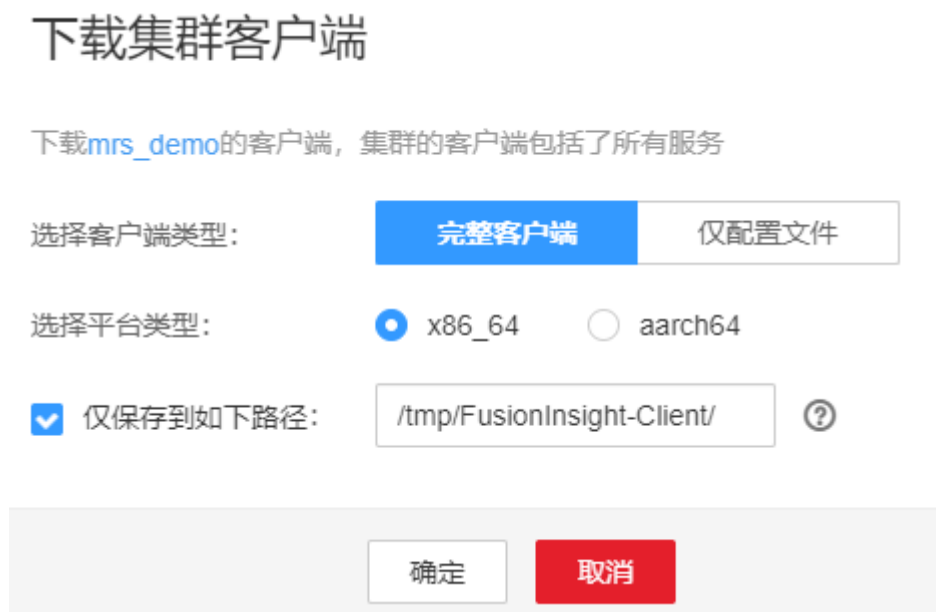 下载集群客户端
下载mrs_demo的客户端，集群的客户端包括了所有服务
选择客户端类型： 完整客户端 仅配置文件
选择平台类型： x86_64 aarch64
仅保存到如下路径： /tmp/FusionInsight-Client/ ?
确定 取消